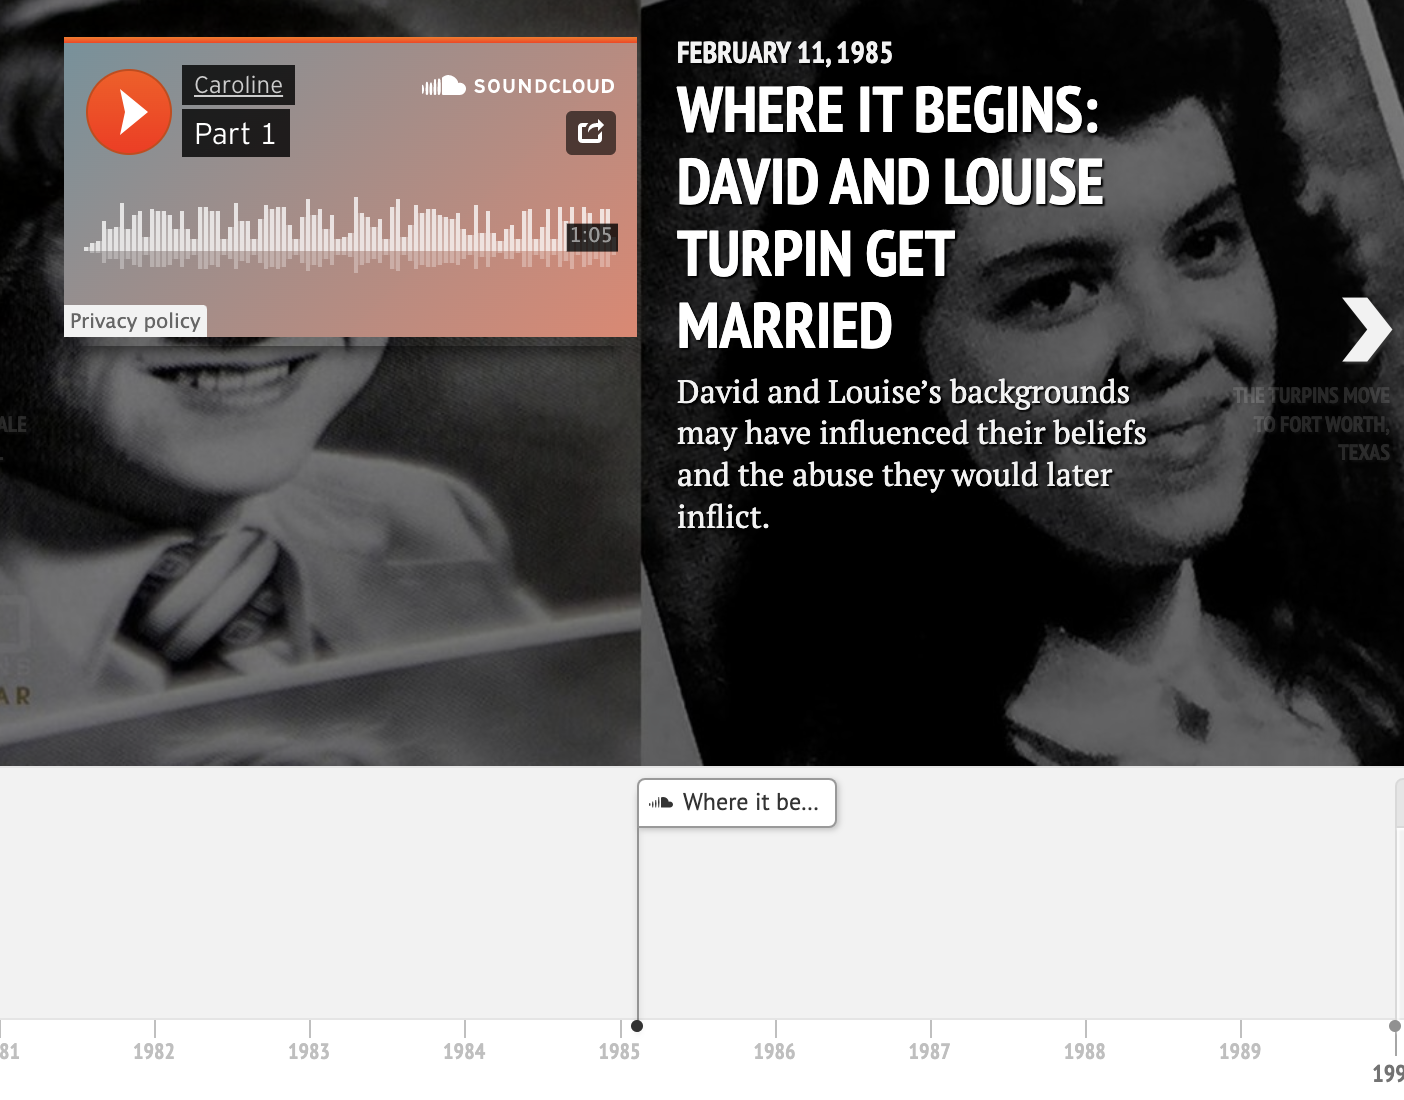 Caroline
SOUNDCLOUD
Part 1
1:05
Privacy policy
FEBRUARY 11, 1985
WHERE IT BEGINS:
DAVID AND LOUISE
TURPIN GET
MARRIED
David and Louise’s backgrounds
may have influenced their beliefs
and the abuse they would later
inflict.
THE TURPINS MOVE
TO FORT WORTH,
TEXAS
ALE
AR
Where it be...
81 1982 1983 1984 1985 1986 1987 1988 1989
199